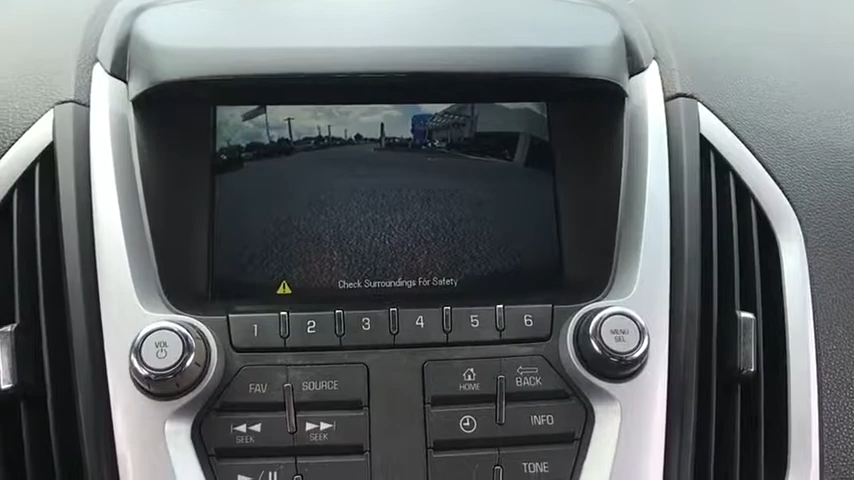 Check Surroundings For Safety
1 2 3 4 5 6
VOL
MENU
SEL
FAV SOURCE
HOME BACK
SEEK SEEK
INFO
TONE